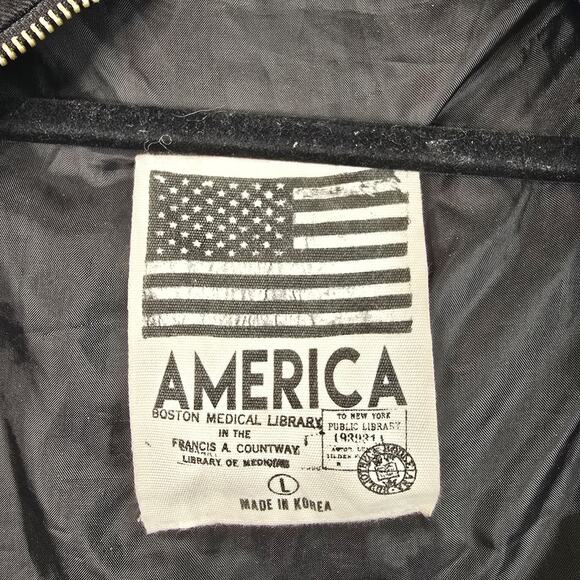 AMERICA
BOSTON MEDICAL LIBRARY
IN THE
FRANCIS A. COUNTWAY
LIBRARY OF MEDICINE
TO NEW YORK
PUBLIC LIBRARY
L
MADE IN KOREA